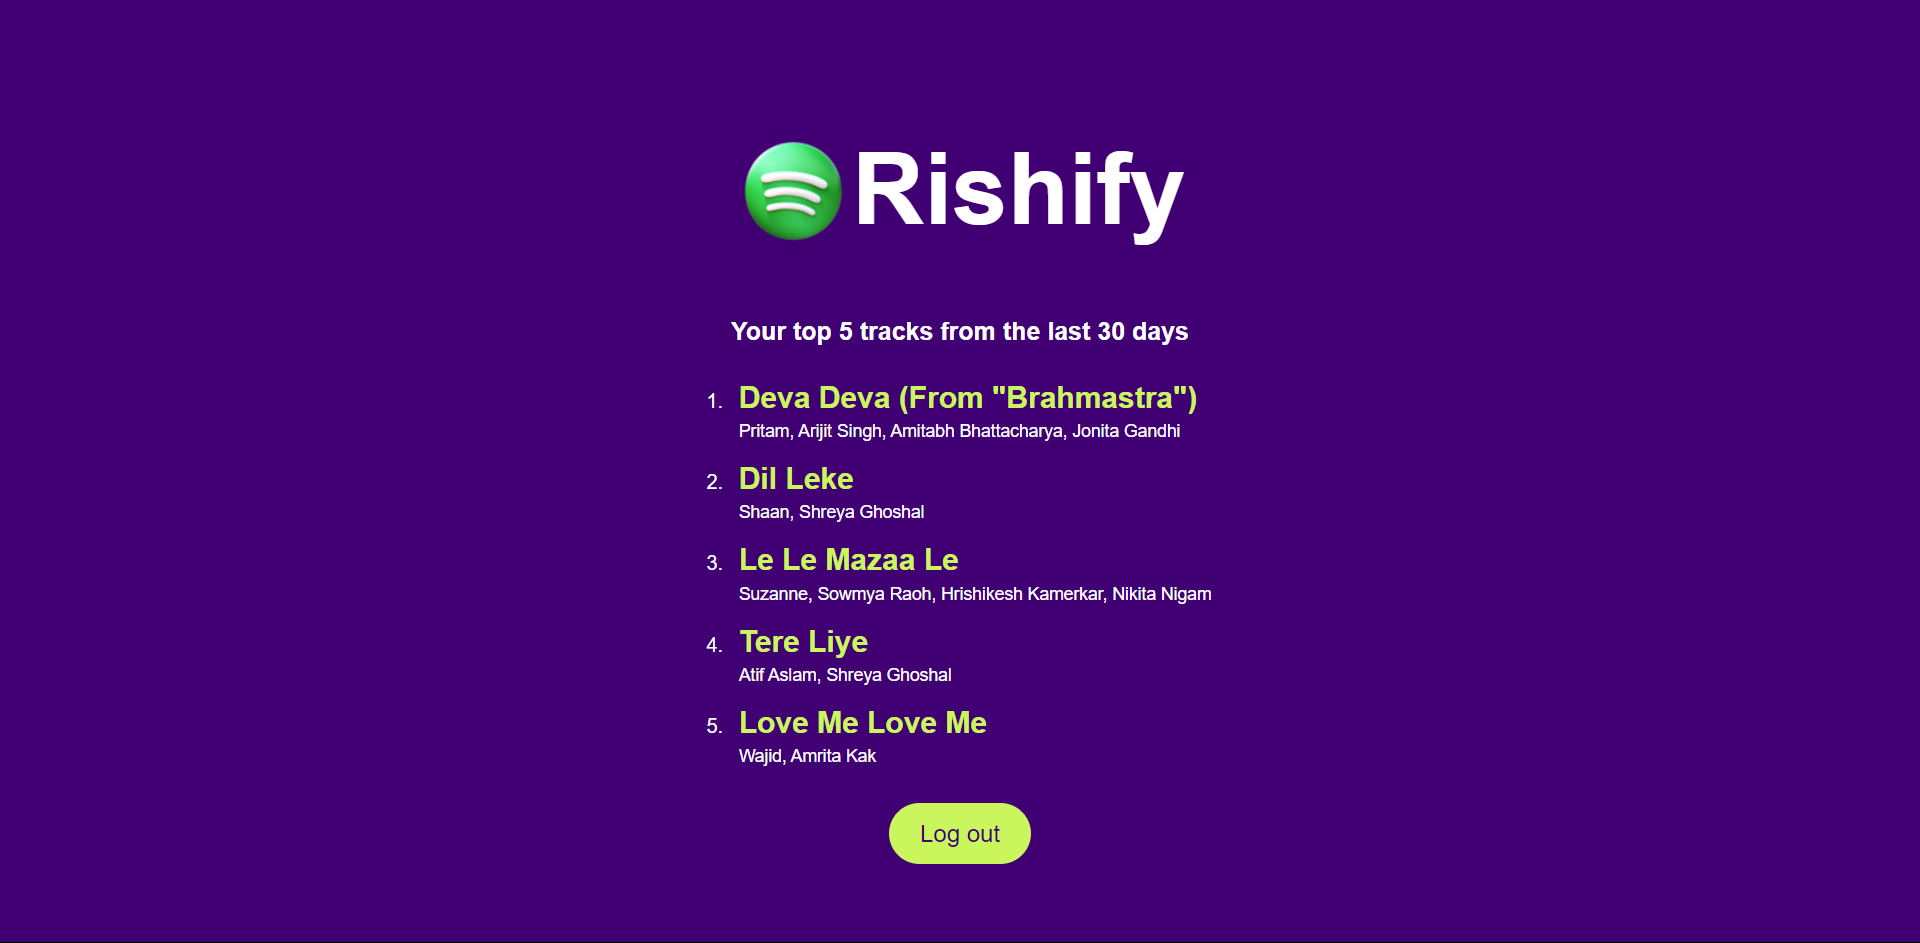 Rishify
Your top 5 tracks from the last 30 days
1. Deva Deva (From "Brahmastra")
Pritam, Arijit Singh, Amitabh Bhattacharya, Jonita Gandhi
2. Dil Leke
Shaan, Shreya Ghoshal
3. Le Le Mazaa Le
Suzanne, Sowmya Raoh, Hrishikesh Kamerkar, Nikita Nigam
4. Tere Liye
Atif Aslam, Shreya Ghoshal
5. Love Me Love Me
Wajid, Amrita Kak
Log out